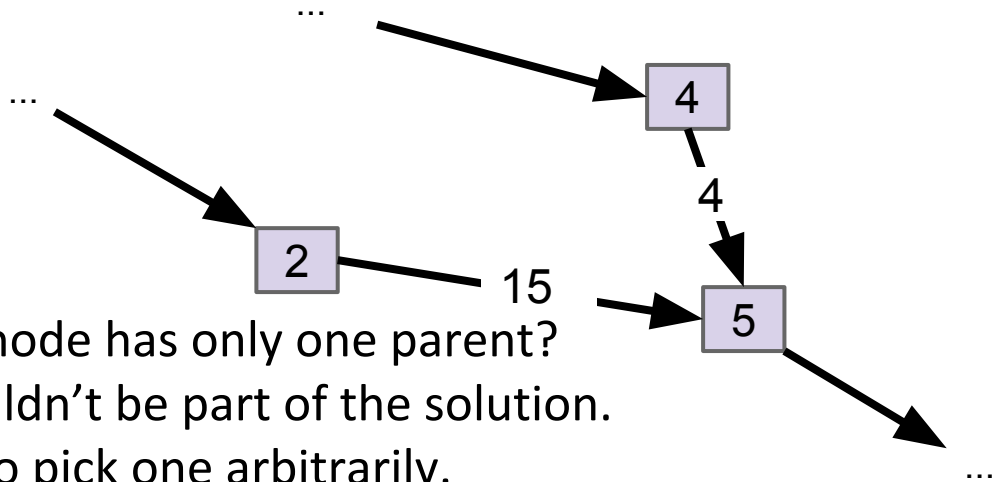 ...
4
...
4
2
15
5
node has only one parent?
ldn’t be part of the solution.
o pick one arbitrarily.
...